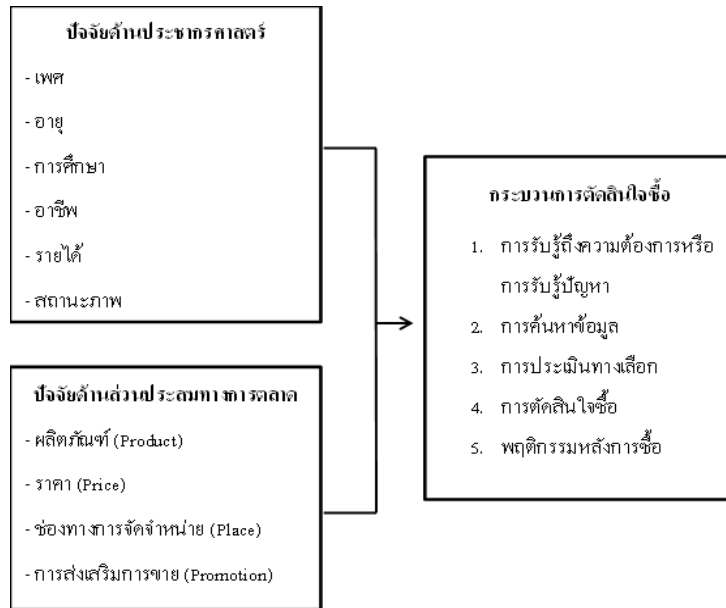 ปัจจัยด้านประชากรศาสตร์
- เพศ
- อายุ
- การศึกษา
- อาชีพ
- รายได้
- สถานะภาพ
ปัจจัยด้านส่วนประสมทางการตลาด
- ผลิตภัณฑ์ (Product)
- ราคา (Price)
- ช่องทางการจัดจำหน่าย (Place)
- การส่งเสริมการขาย (Promotion)
กระบวนการตัดสินใจซื้อ
1. การรับรู้ถึงความต้องการหรือ
การรับรู้ปัญหา
2. การค้นหาข้อมูล
3. การประเมินทางเลือก
4. การตัดสินใจซื้อ
5. พฤติกรรมหลังการซื้อ